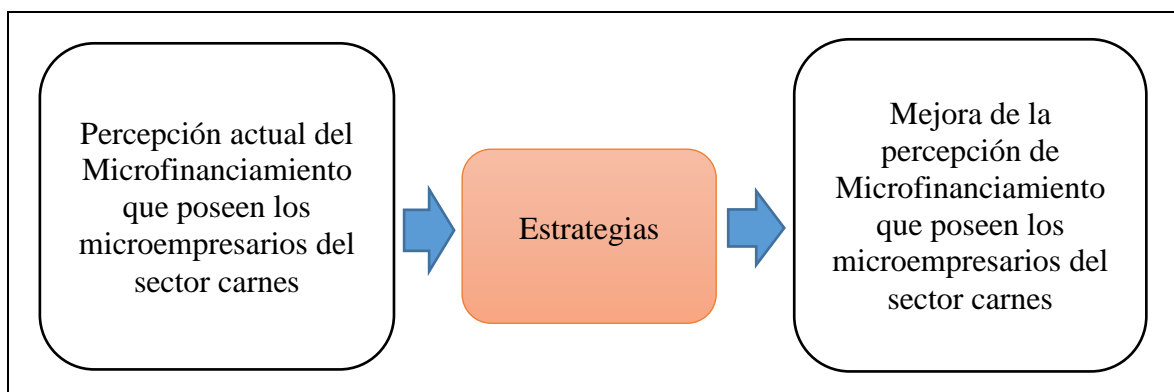 Percepción actual del
Microfinanciamiento
que poseen los
microempresarios del
sector carnes
Estrategias
Mejora de la
percepción de
Microfinanciamiento
que poseen los
microempresarios del
sector carnes